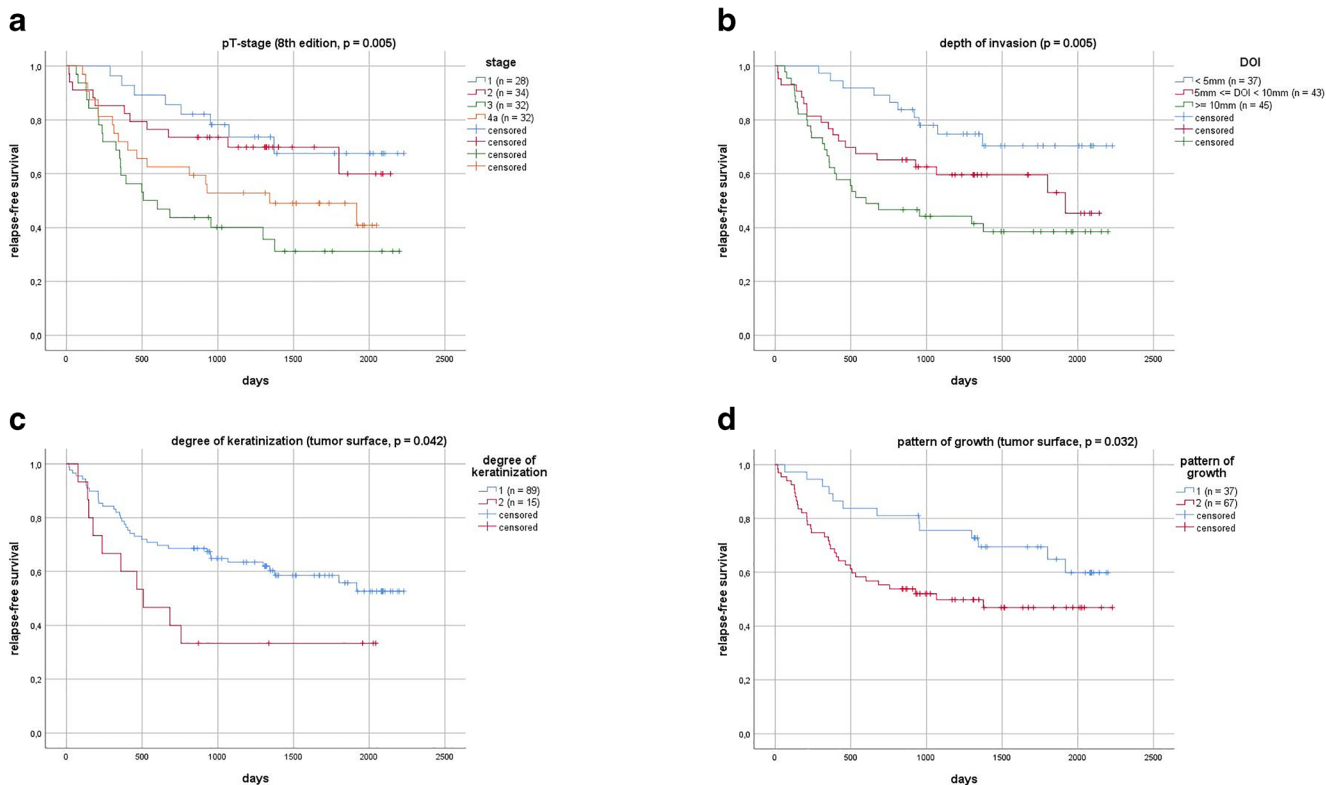 a
pT-stage (8th edition, p = 0.005)
relapse-free survival
1,0
0,8
0,6
0,4
0,2
0,0
0 500 1000 1500 2000 2500
days
stage
1 (n = 28)
2 (n = 34)
3 (n = 32)
4a (n = 32)
censored
censored
censored
censored
b
depth of invasion (p = 0.005)
relapse-free survival
1,0
0,8
0,6
0,4
0,2
0,0
0 500 1000 1500 2000 2500
days
DOI
< 5mm (n = 37)
5mm <= DOI < 10mm (n = 43)
>= 10mm (n = 45)
censored
censored
censored
c
degree of keratinization (tumor surface, p = 0.042)
relapse-free survival
1,0
0,8
0,6
0,4
0,2
0,0
0 500 1000 1500 2000 2500
days
degree of
keratinization
1 (n = 89)
2 (n = 15)
censored
censored
d
pattern of growth (tumor surface, p = 0.032)
relapse-free survival
1,0
0,8
0,6
0,4
0,2
0,0
0 500 1000 1500 2000 2500
days
pattern of
growth
1 (n = 37)
2 (n = 67)
censored
censored